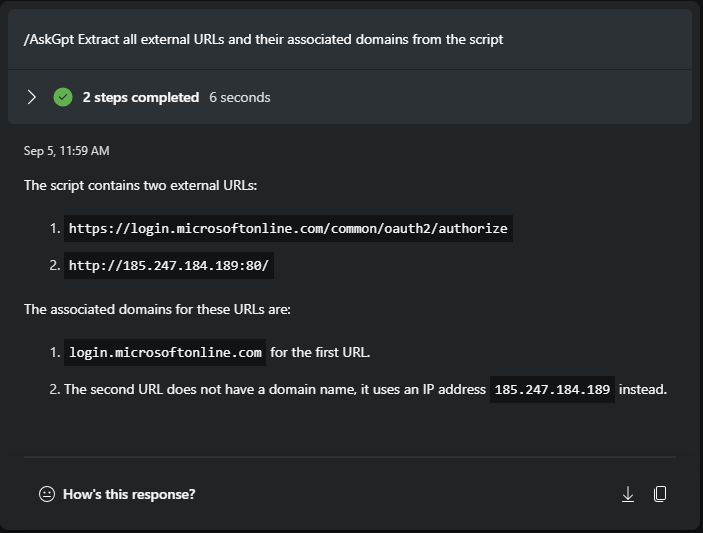 /AskGpt Extract all external URLs and their associated domains from the script
2 steps completed 6 seconds
Sep 5, 11:59 AM
The script contains two external URLs:
1. https://login.microsoftonline.com/common/oauth2/authorize
2. http://185.247.184.189:80/
The associated domains for these URLs are:
1. login.microsoftonline.com for the first URL.
2. The second URL does not have a domain name, it uses an IP address 185.247.184.189 instead.
How's this response?